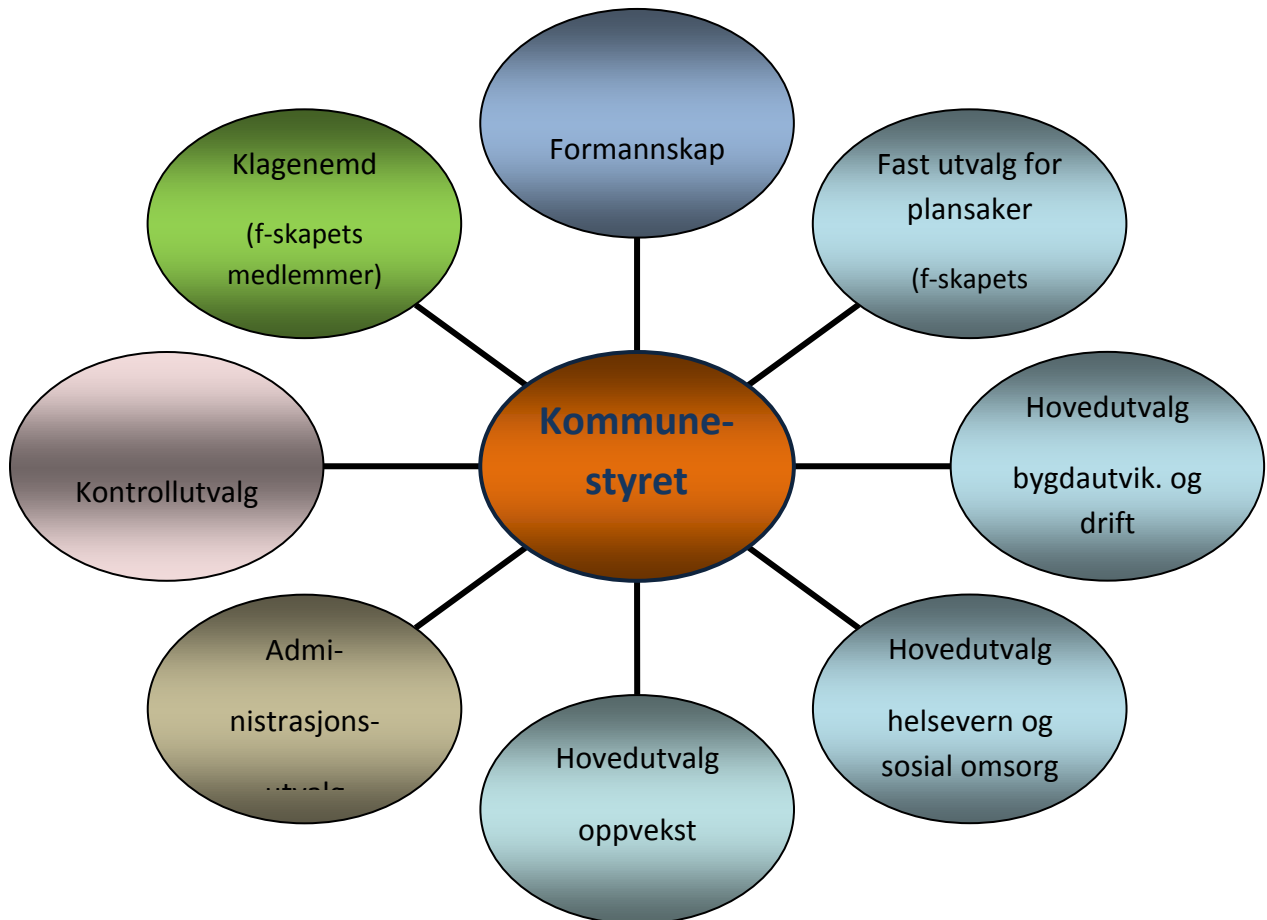 Formannskap
Fast utvalg for
plansaker
(f-skapets
Hovedutvalg
bygdautvik. og
drift
Hovedutvalg
helsevern og
sosial omsorg
Hovedutvalg
oppvekst
Admi-
nistrasjons-
utvalg
Kontrollutvalg
Klagenemd
(f-skapets
medlemmer)
Kommune-
styret